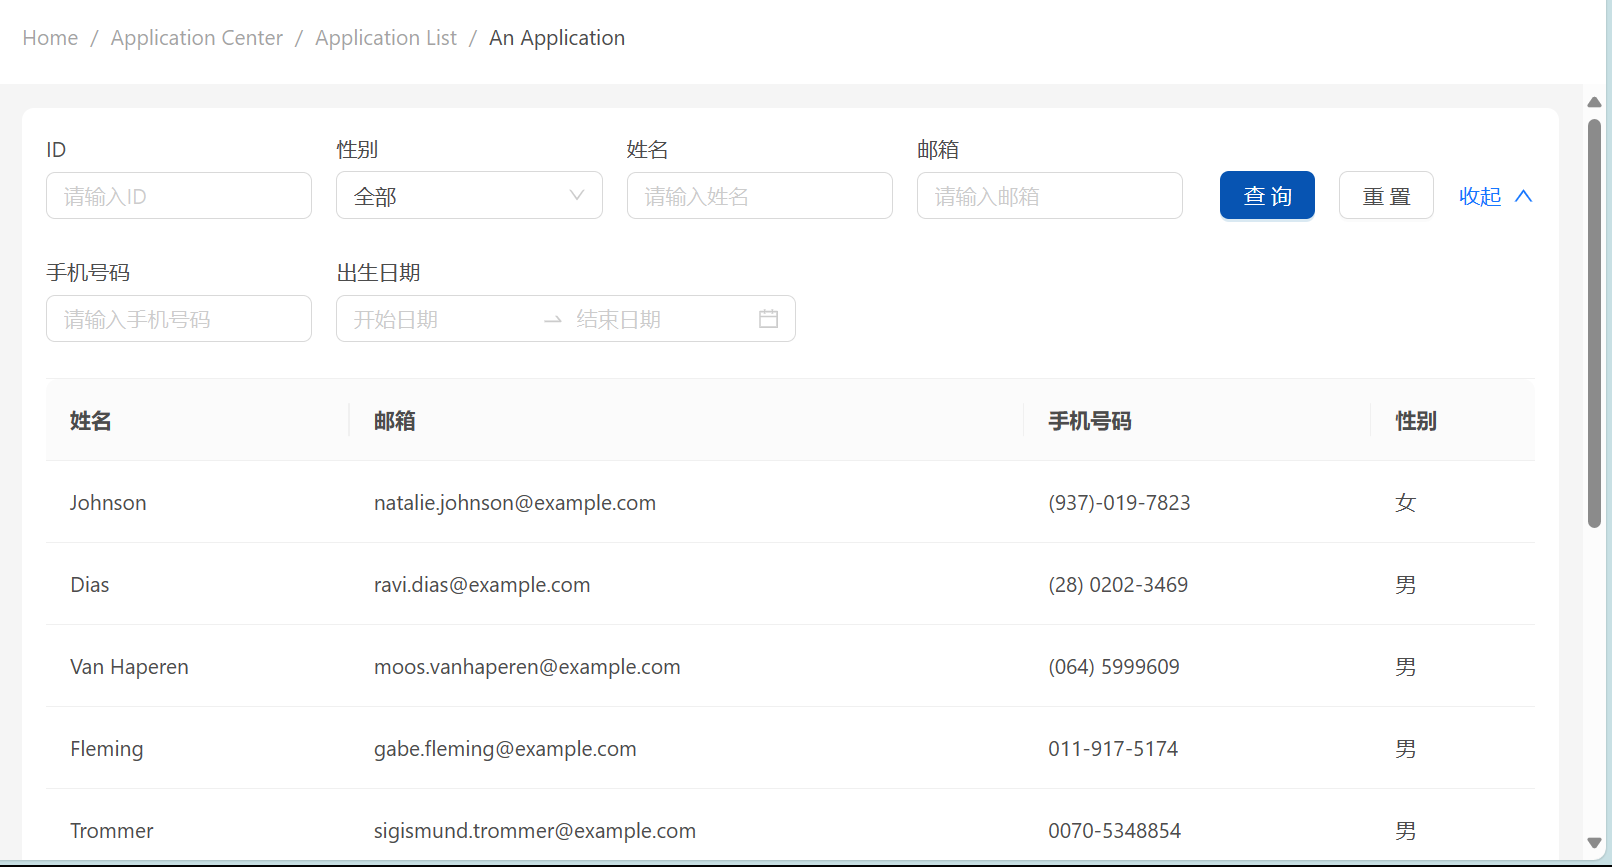 Home / Application Center / Application List / An Application
ID 性别 姓名 邮箱
请输入ID 全部 请输入姓名 请输入邮箱 查 询 重 置 收起
手机号码 出生日期
请输入手机号码 开始日期 结束日期
姓名 邮箱 手机号码 性别
Johnson natalie.johnson@example.com (937)-019-7823 女
Dias ravi.dias@example.com (28) 0202-3469 男
Van Haperen moos.vanhaperen@example.com (064) 5999609 男
Fleming gabe.fleming@example.com 011-917-5174 男
Trommer sigismund.trommer@example.com 0070-5348854 男